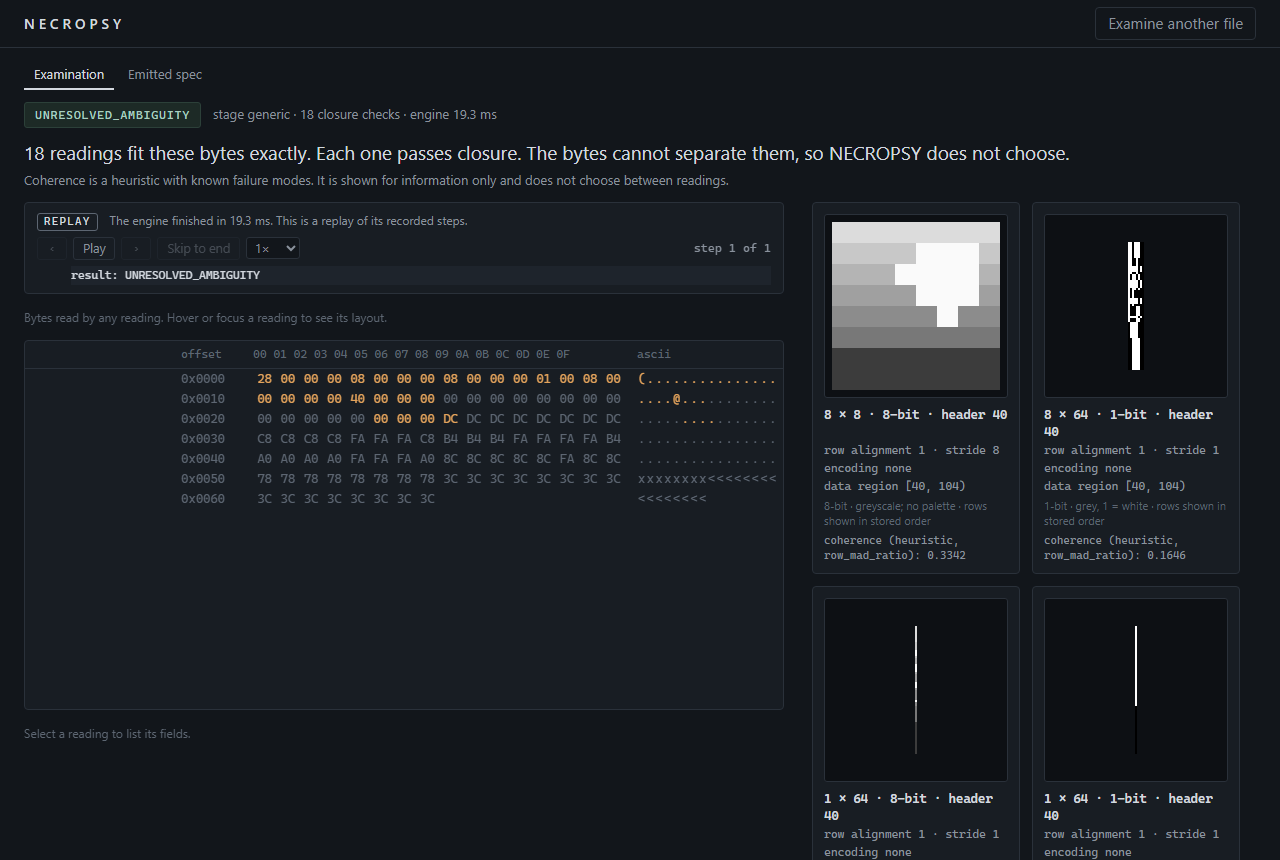 NECROPSY
Examine another file
Examination
Emitted spec
UNRESOLVED_AMBIGUITY
stage generic · 18 closure checks · engine 19.3 ms
18 readings fit these bytes exactly. Each one passes closure. The bytes cannot separate them, so NECROPSY does not choose.
Coherence is a heuristic with known failure modes. It is shown for information only and does not choose between readings.
REPLAY The engine finished in 19.3 ms. This is a replay of its recorded steps.
‹ Play › Skip to end 1× step 1 of 1
result: UNRESOLVED_AMBIGUITY
Bytes read by any reading. Hover or focus a reading to see its layout.
offset 00 01 02 03 04 05 06 07 08 09 0A 0B 0C 0D 0E 0F ascii
0x0000 28 00 00 00 08 00 00 00 08 00 00 00 01 00 08 00 (...............
0x0010 00 00 00 00 40 00 00 00 00 00 00 00 00 00 00 00 ....@...........
0x0020 00 00 00 00 00 00 00 00 DC DC DC DC DC DC DC DC ................
0x0030 C8 C8 C8 C8 FA FA FA C8 B4 B4 B4 FA FA FA FA B4 ................
0x0040 A0 A0 A0 A0 FA FA FA A0 8C 8C 8C 8C 8C FA 8C 8C ................
0x0050 78 78 78 78 78 78 78 78 3C 3C 3C 3C 3C 3C 3C 3C xxxxxxxx<<<<<<<<
0x0060 3C 3C 3C 3C 3C 3C 3C 3C <<<<<<<<
Select a reading to list its fields.
8 × 8 · 8-bit · header 40
row alignment 1 · stride 8
encoding none
data region [40, 104)
8-bit · greyscale; no palette · rows
shown in stored order
coherence (heuristic,
row_mad_ratio): 0.3342
8 × 64 · 1-bit · header
40
row alignment 1 · stride 1
encoding none
data region [40, 104)
1-bit · grey, 1 = white · rows shown in
stored order
coherence (heuristic,
row_mad_ratio): 0.1646
1 × 64 · 8-bit · header
40
row alignment 1 · stride 1
encoding none
1 × 64 · 1-bit · header
40
row alignment 1 · stride 1
encoding none